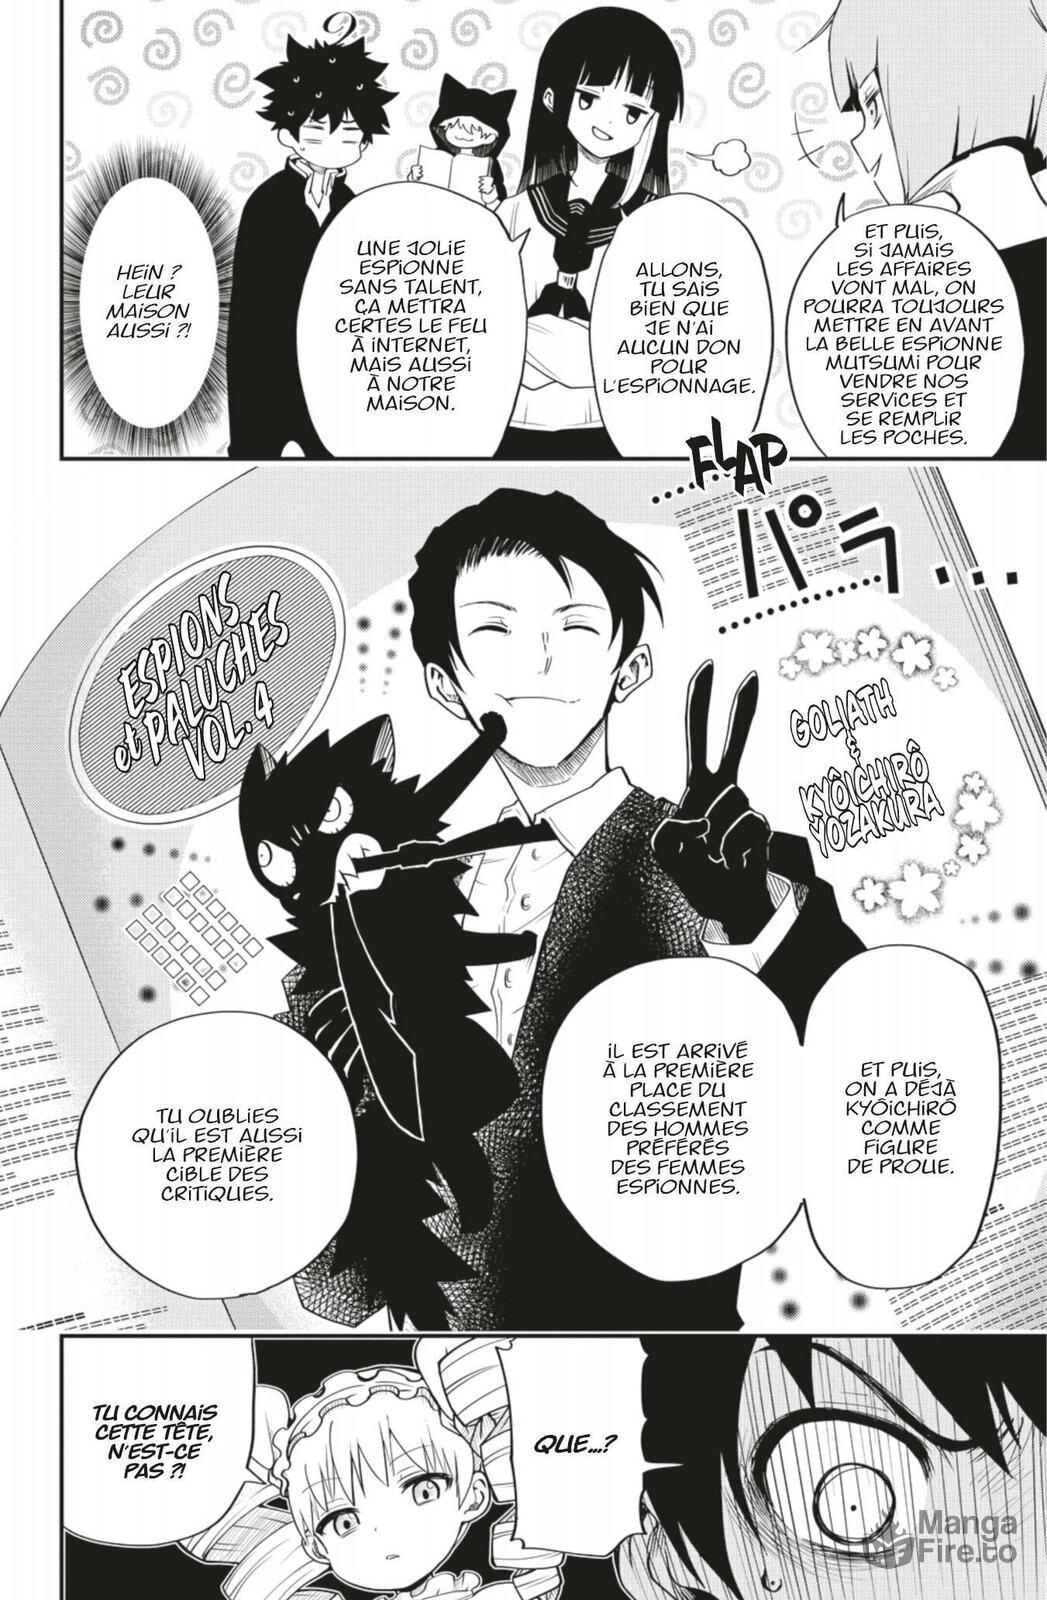 ET PUIS,
SI JAMAIS
LES AFFAIRES
VONT MAL, ON
POURRA TOUJOURS
METTRE EN AVANT
LA BELLE ESPIONNE
MUTSUMI POUR
VENDRE NOS
SERVICES ET
SE REMPLIR
LES POCHES.
ALLONS,
TU SAIS
BIEN QUE
JE N'AI
AUCUN DON
POUR
L'ESPIONNAGE.
UNE JOLIE
ESPIONNE
SANS TALENT,
ÇA METTRA
CERTES LE FEU
À INTERNET,
MAIS AUSSI
À NOTRE
MAISON.
HEIN ?
LEUR
MAISON
AUSSI ?!
FLAP
パラ...
GOLIATH
&
KYÔICHIRÔ
YOZAKURA
ESPIONS
et PALUCHES
VOL. 4
ET PUIS,
ON A DÉJÀ
KYÔICHIRÔ
COMME
FIGURE
DE PROUE.
IL EST ARRIVÉ
À LA PREMIÈRE
PLACE DU
CLASSEMENT
DES HOMMES
PRÉFÉRÉS
DES FEMMES
ESPIONNES.
TU OUBLIES
QU'IL EST AUSSI
LA PREMIÈRE
CIBLE DES
CRITIQUES.
QUE...?
TU CONNAIS
CETTE TÊTE,
N'EST-CE
PAS ?!
Manga
Fire.to